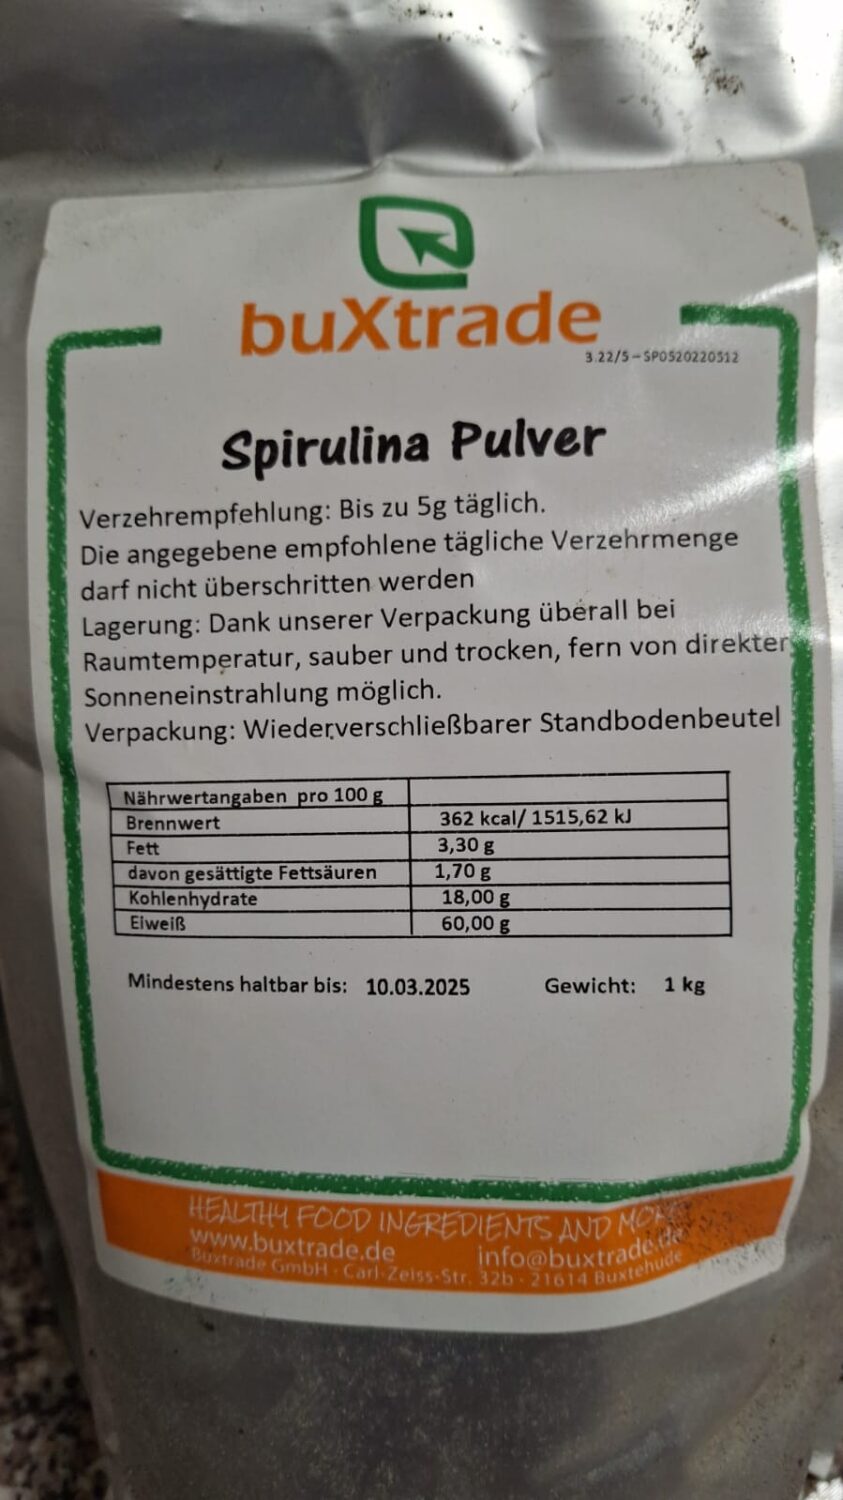 buXtrade
3.22/5-SP0520220512
Spirulina Pulver
Verzehrempfehlung: Bis zu 5g täglich.
Die angegebene empfohlene tägliche Verzehrmenge
darf nicht überschritten werden
Lagerung: Dank unserer Verpackung überall bei
Raumtemperatur, sauber und trocken, fern von direkter
Sonneneinstrahlung möglich.
Verpackung: Wiederverschließbarer Standbodenbeutel
Nährwertangaben pro 100 g
Brennwert 362 kcal/ 1515,62 kJ
Fett 3,30 g
davon gesättigte Fettsäuren 1,70 g
Kohlenhydrate 18,00 g
Eiweiß 60,00 g
Mindestens haltbar bis: 10.03.2025 Gewicht: 1 kg
HEALTHY FOOD INGREDIENTS AND MORE
www.buxtrade.de info@buxtrade.de
Buxtrade GmbH · Carl-Zeiss-Str. 32b · 21614 Buxtehude